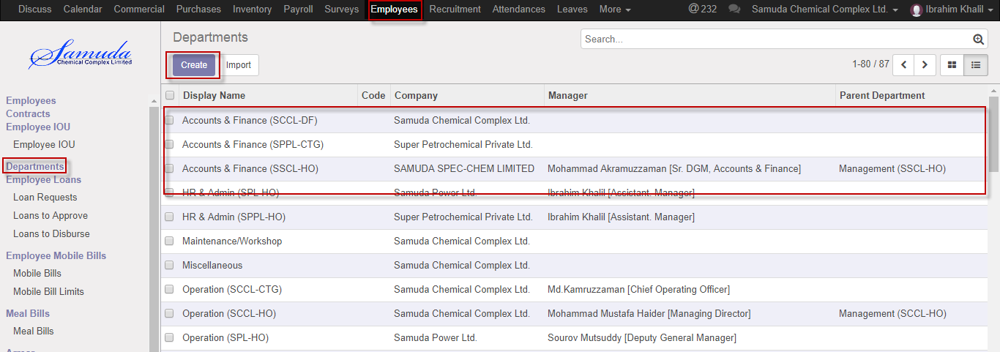 Discuss Calendar Commercial Purchases Inventory Payroll Surveys Employees Recruitment Attendances Leaves More @ 232 Samuda Chemical Complex Ltd. Ibrahim Khalil
Samuda
Chemical Complex Limited
Employees
Contracts
Employee IOU
Employee IOU
Departments
Employee Loans
Loan Requests
Loans to Approve
Loans to Disburse
Employee Mobile Bills
Mobile Bills
Mobile Bill Limits
Meal Bills
Meal Bills
Departments
Search...
Create Import
1-80 / 87
Display Name Code Company Manager Parent Department
Accounts & Finance (SCCL-DF) Samuda Chemical Complex Ltd.
Accounts & Finance (SPPL-CTG) Super Petrochemical Private Ltd.
Accounts & Finance (SSCL-HO) SAMUDA SPEC-CHEM LIMITED Mohammad Akramuzzaman [Sr. DGM, Accounts & Finance] Management (SSCL-HO)
HR & Admin (SPL-HO) Samuda Power Ltd. Ibrahim Khalil [Assistant. Manager]
HR & Admin (SPPL-HO) Super Petrochemical Private Ltd. Ibrahim Khalil [Assistant. Manager]
Maintenance/Workshop Samuda Chemical Complex Ltd.
Miscellaneous Samuda Chemical Complex Ltd.
Operation (SCCL-CTG) Samuda Chemical Complex Ltd. Md.Kamruzzaman [Chief Operating Officer]
Operation (SCCL-HO) Samuda Chemical Complex Ltd. Mohammad Mustafa Haider [Managing Director] Management (SCCL-HO)
Operation (SPL-HO) Samuda Power Ltd. Sourov Mutsuddy [Deputy General Manager]